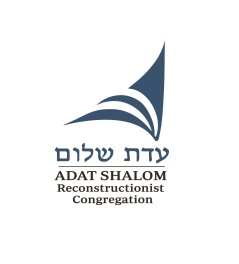 עדת שלום
ADAT SHALOM
Reconstructionist
Congregation